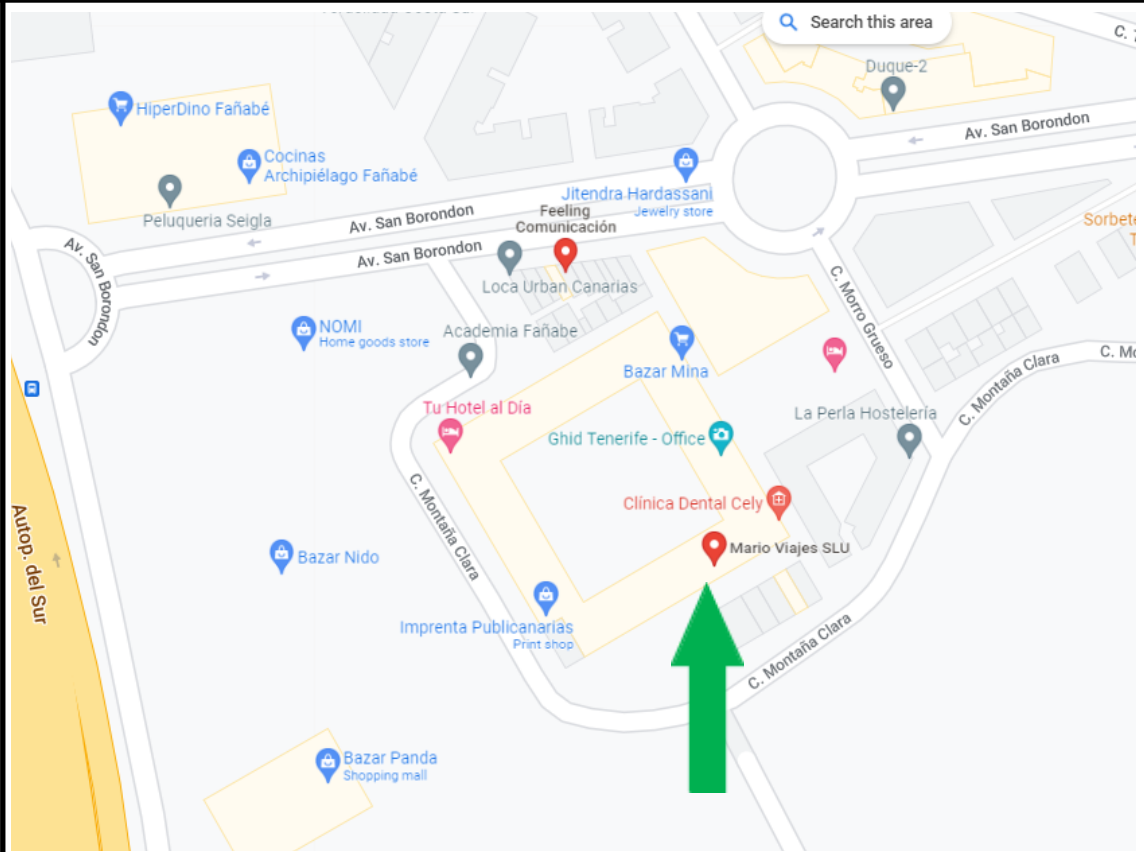 Search this area
C. T
Duque-2
HiperDino Fañabé
Av. San Borondon
Cocinas
Archipiélago Fañabé
Jitendra Hardassani
Jewelry store
Peluqueria Seigla
Av. San Borondon
Feeling
Comunicación
Sorbete
T
Av. San Borondon
Av. San Borondon
Loca Urban Canarias
C. Morro Grueso
NOMI
Home goods store
Academia Fañabe
Bazar Mina
C. Mo
C. Montaña Clara
Tu Hotel al Día
La Perla Hostelería
Ghid Tenerife - Office
C. Montaña Clara
Clínica Dental Cely
Mario Viajes SLU
Autop. del Sur
Bazar Nido
Imprenta Publicanarias
Print shop
C. Montaña Clara
Bazar Panda
Shopping mall